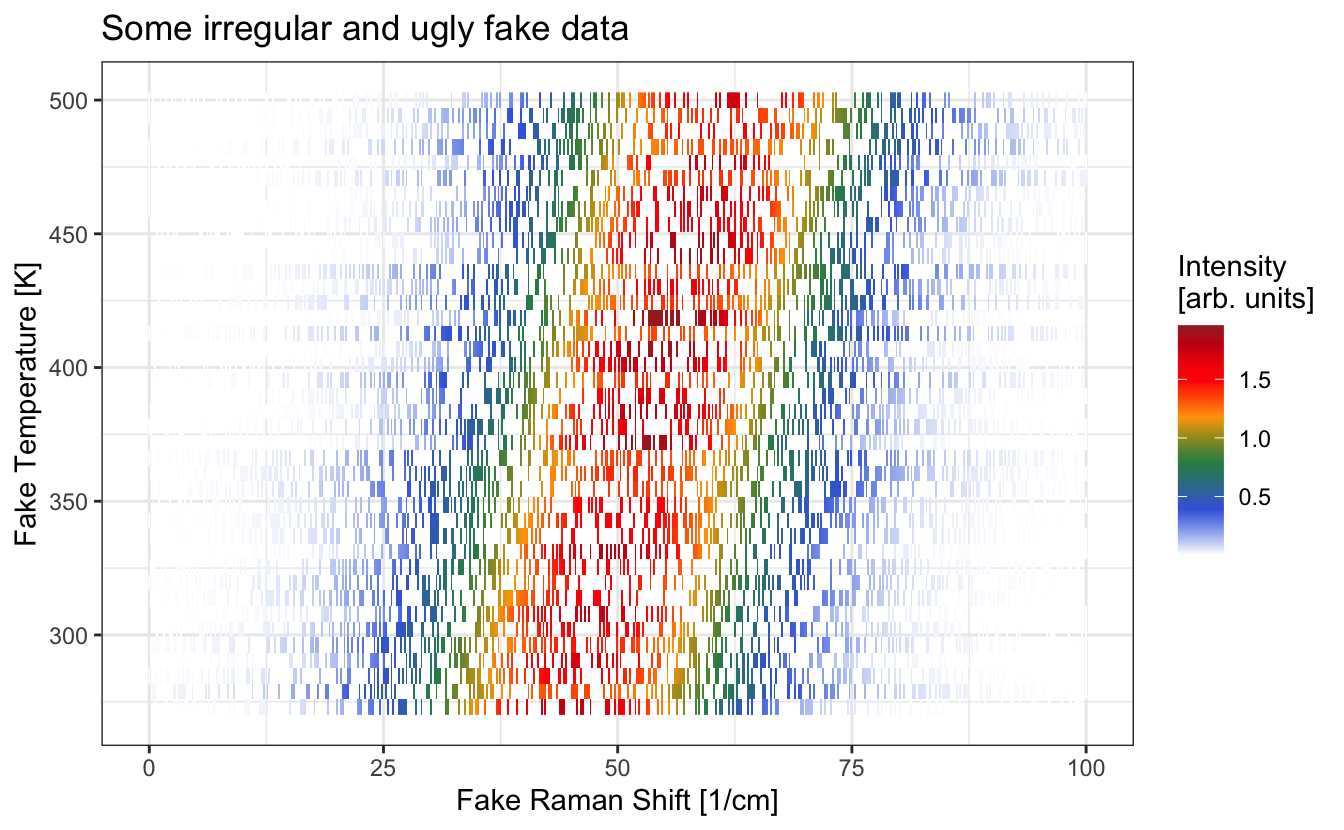 Some irregular and ugly fake data
500
450
400
350
300
Fake Temperature [K]
0
25
50
75
100
Fake Raman Shift [1/cm]
Intensity
[arb. units]
1.5
1.0
0.5